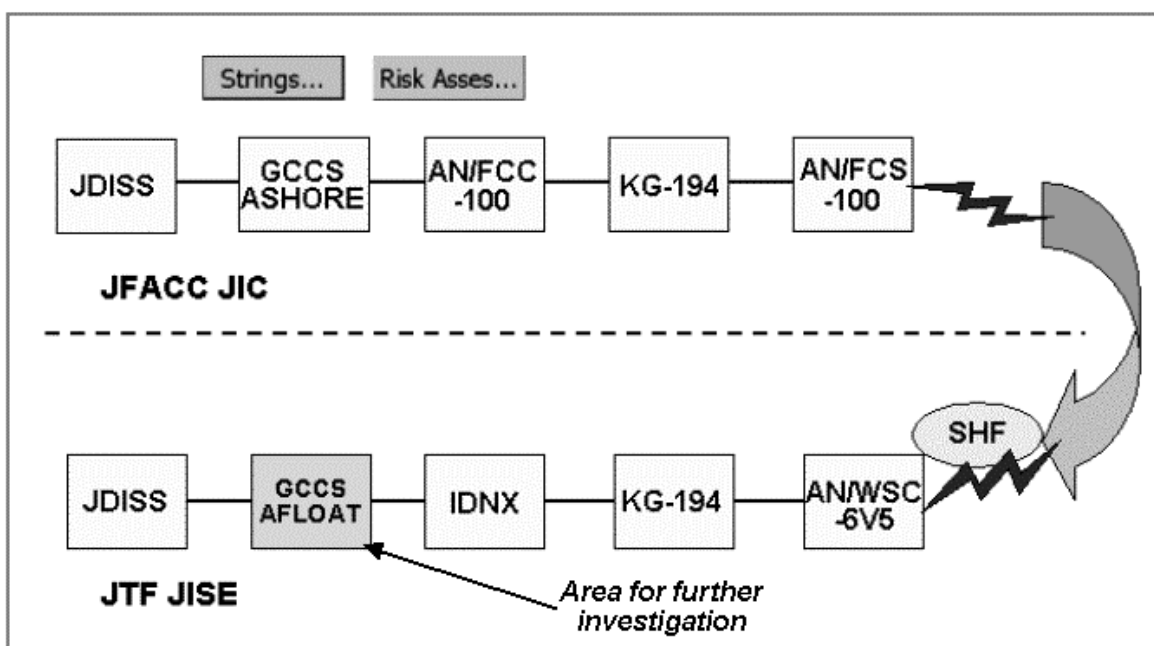 Strings...
Risk Asses...
JDISS
GCCS
ASHORE
AN/FCC
-100
KG-194
AN/FCS
-100
JFACC JIC
SHF
JDISS
GCCS
AFLOAT
IDNX
KG-194
AN/WSC
-6V5
JTF JISE
Area for further
investigation